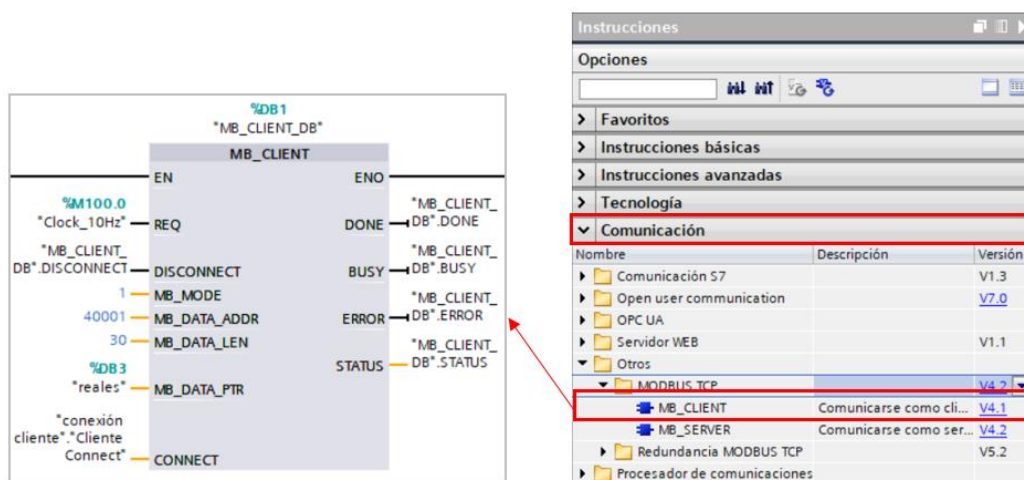 %DB1
"MB_CLIENT_DB"
MB_CLIENT
EN
ENO
%M100.0
"Clock_10Hz"
REQ
DONE
"MB_CLIENT_
DB".DONE
"MB_CLIENT_
DB".DISCONNECT
DISCONNECT
BUSY
"MB_CLIENT_
DB".BUSY
1
MB_MODE
40001
MB_DATA_ADDR
ERROR
"MB_CLIENT_
DB".ERROR
30
MB_DATA_LEN
STATUS
"MB_CLIENT_
DB".STATUS
%DB3
"reales"
MB_DATA_PTR
"conexión
cliente"."Cliente
Connect"
CONNECT
Instrucciones
Opciones
Favoritos
Instrucciones básicas
Instrucciones avanzadas
Tecnología
Comunicación
Nombre Descripción Versión
Comunicación S7 V1.3
Open user communication V7.0
OPC UA
Servidor WEB V1.1
Otros
MODBUS TCP V4.2
MB_CLIENT Comunicarse como cli... V4.1
MB_SERVER Comunicarse como ser... V4.2
Redundancia MODBUS TCP V5.2
Procesador de comunicaciones